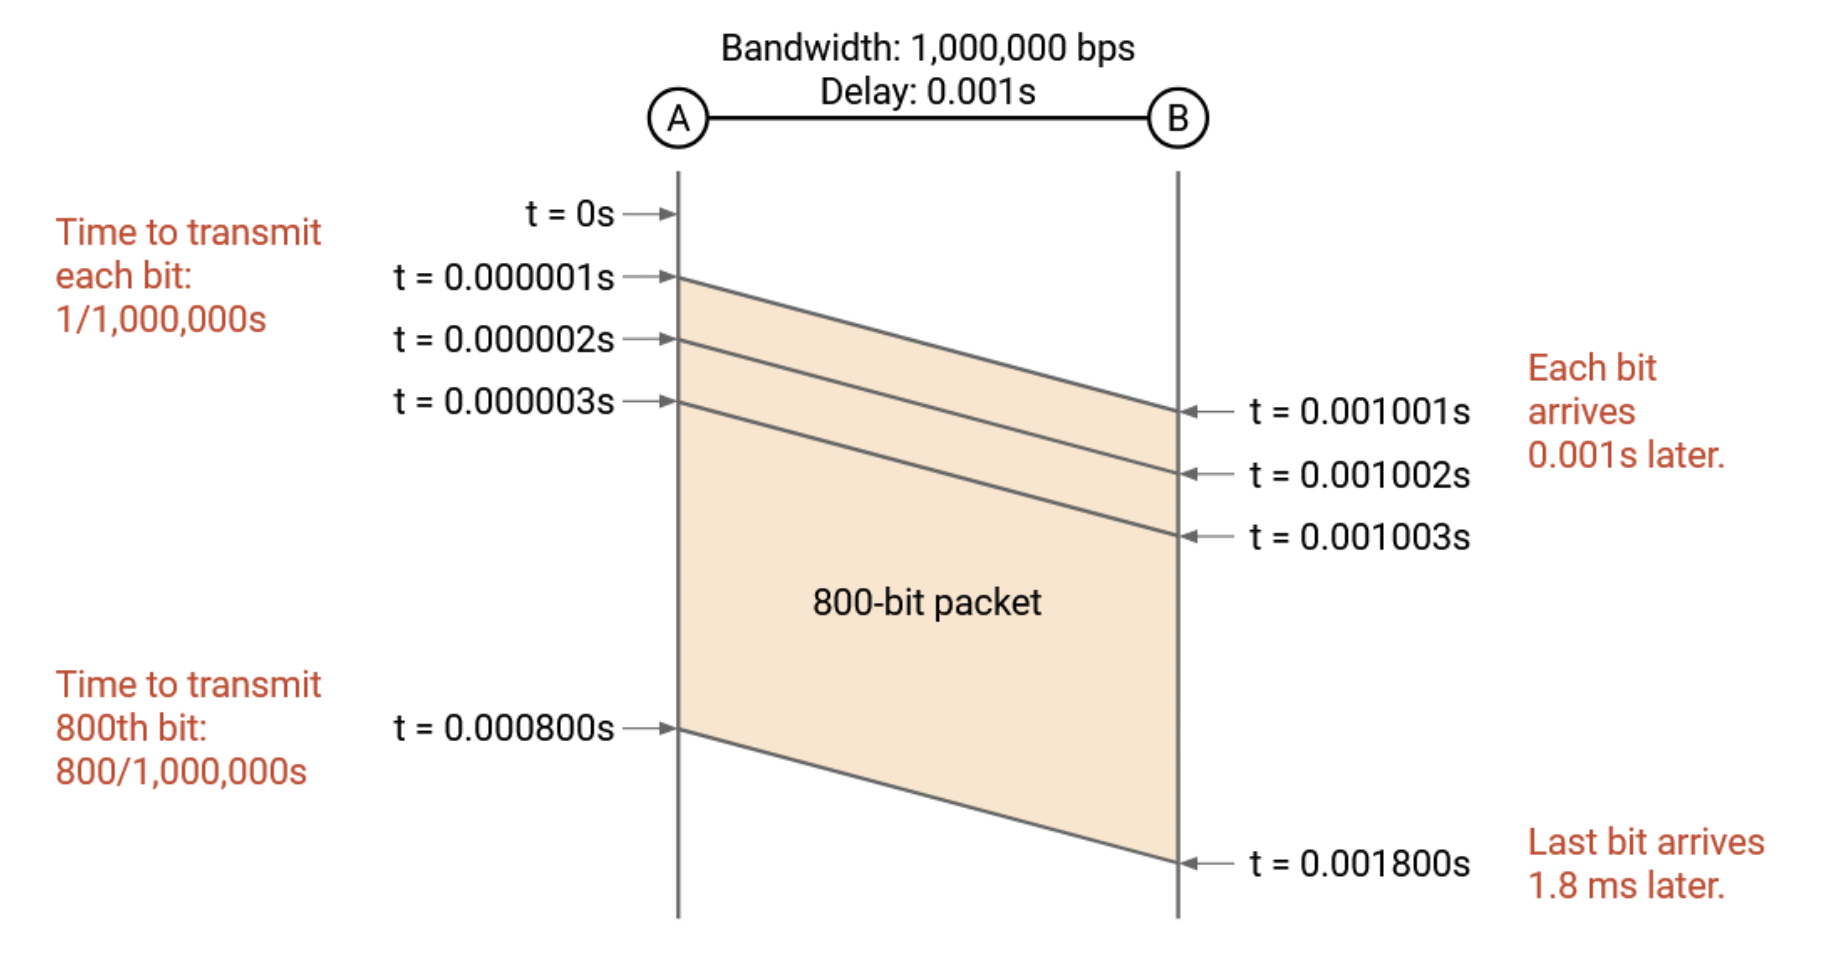 Bandwidth: 1,000,000 bps
Delay: 0.001s
A
B
t = 0s
Time to transmit
each bit:
1/1,000,000s
t = 0.000001s
t = 0.000002s
t = 0.000003s
Each bit
arrives
0.001s later.
t = 0.001001s
t = 0.001002s
t = 0.001003s
800-bit packet
Time to transmit
800th bit:
800/1,000,000s
t = 0.000800s
t = 0.001800s
Last bit arrives
1.8 ms later.